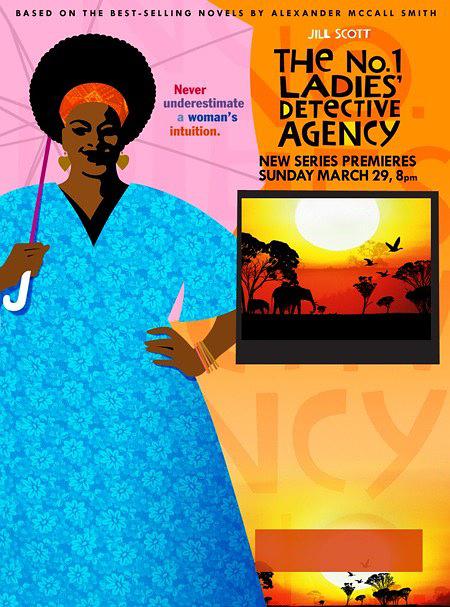 BASED ON THE BEST-SELLING NOVELS BY ALEXANDER MCCALL SMITH
JILL SCOTT
THE No.1
LADIES'
DETECTIVE
AGENCY
NEW SERIES PREMIERES
SUNDAY MARCH 29, 8pm
Never
underestimate
a woman's
intuition.
NCY